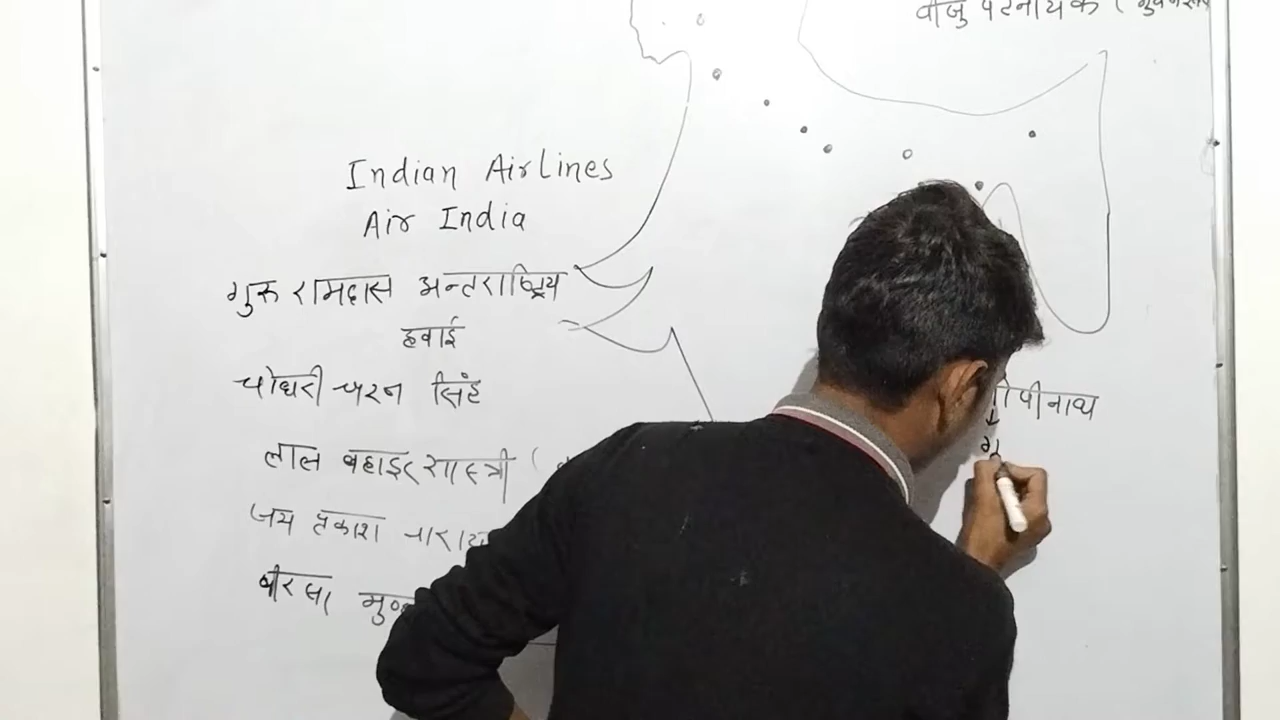 बीजु पटनायक (
Indian Airlines
Air India
गुरु रामदास अन्तराष्ट्रिय
हवाई
चोधरी चरन सिंह
लाल बहादुर सास्त्री (
जय प्रकाश नारा
बीरसा मुण्
ोपीनाथ